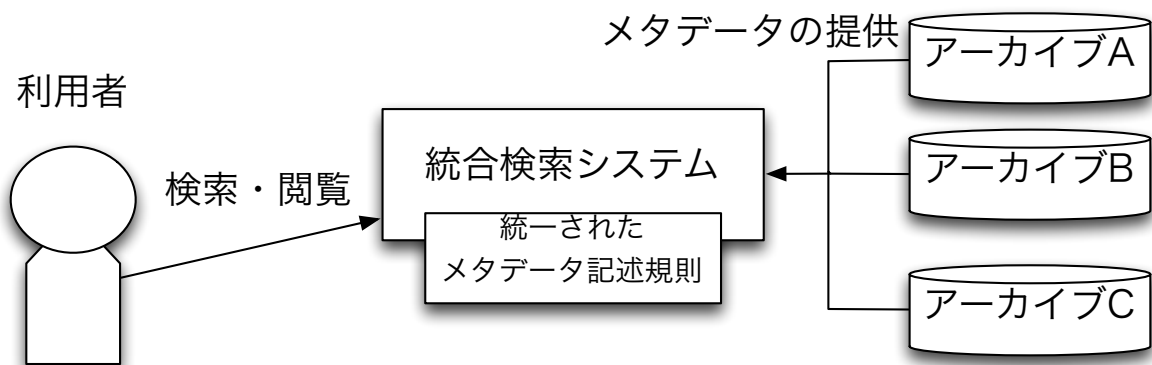 メタデータの提供
アーカイブA
利用者
統合検索システム
検索・閲覧
アーカイブB
統一された
メタデータ記述規則
アーカイブC